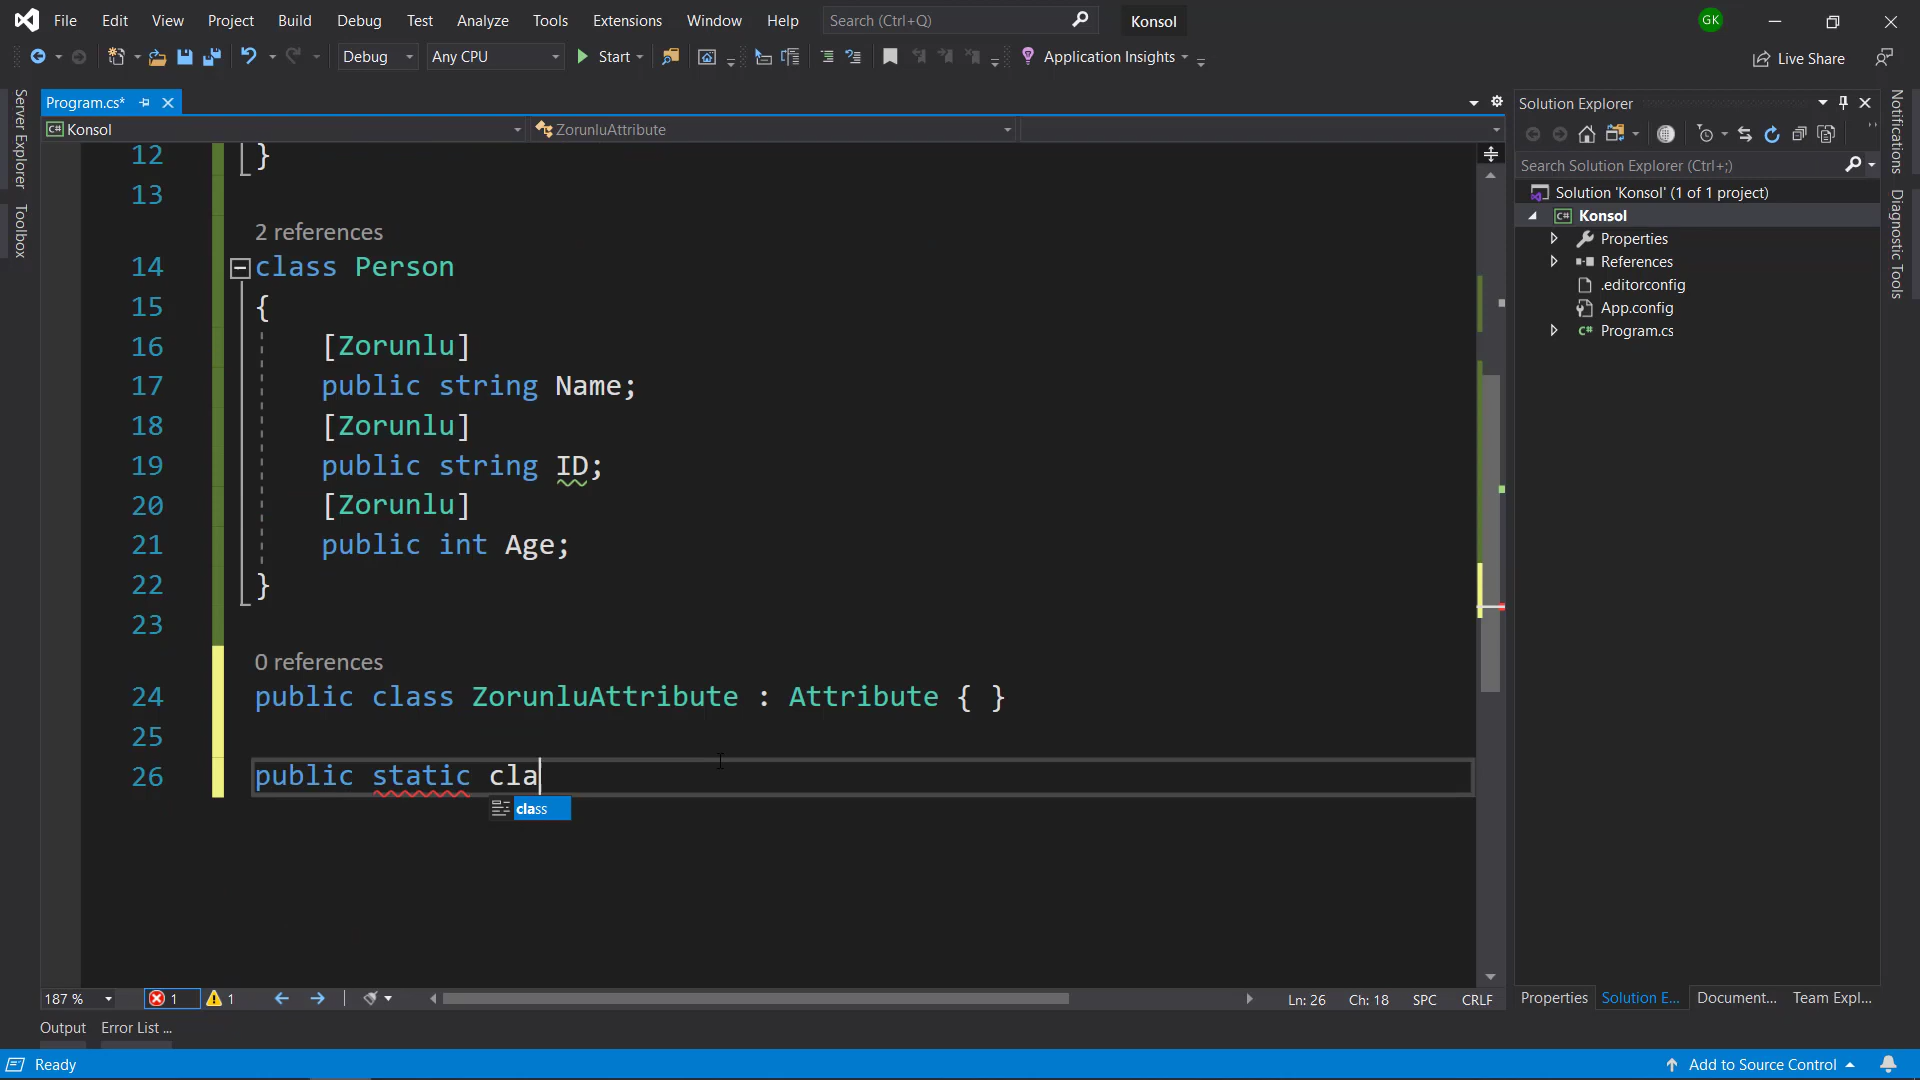 File Edit View Project Build Debug Test Analyze Tools Extensions Window Help Search (Ctrl+Q) Konsol GK
Debug Any CPU Start Application Insights Live Share
Server Explorer
Toolbox
Program.cs*
Konsol ZorunluAttribute
12 }
13
2 references
14 class Person
15 {
16 [Zorunlu]
17 public string Name;
18 [Zorunlu]
19 public string ID;
20 [Zorunlu]
21 public int Age;
22 }
23
0 references
24 public class ZorunluAttribute : Attribute { }
25
26 public static cla
class
187 % 1 1 Ln: 26 Ch: 18 SPC CRLF
Output Error List ...
Solution Explorer
Search Solution Explorer (Ctrl+;)
Solution 'Konsol' (1 of 1 project)
C# Konsol
Properties
References
.editorconfig
App.config
C# Program.cs
Properties Solution E... Document... Team Expl...
Notifications
Diagnostic Tools
Ready Add to Source Control